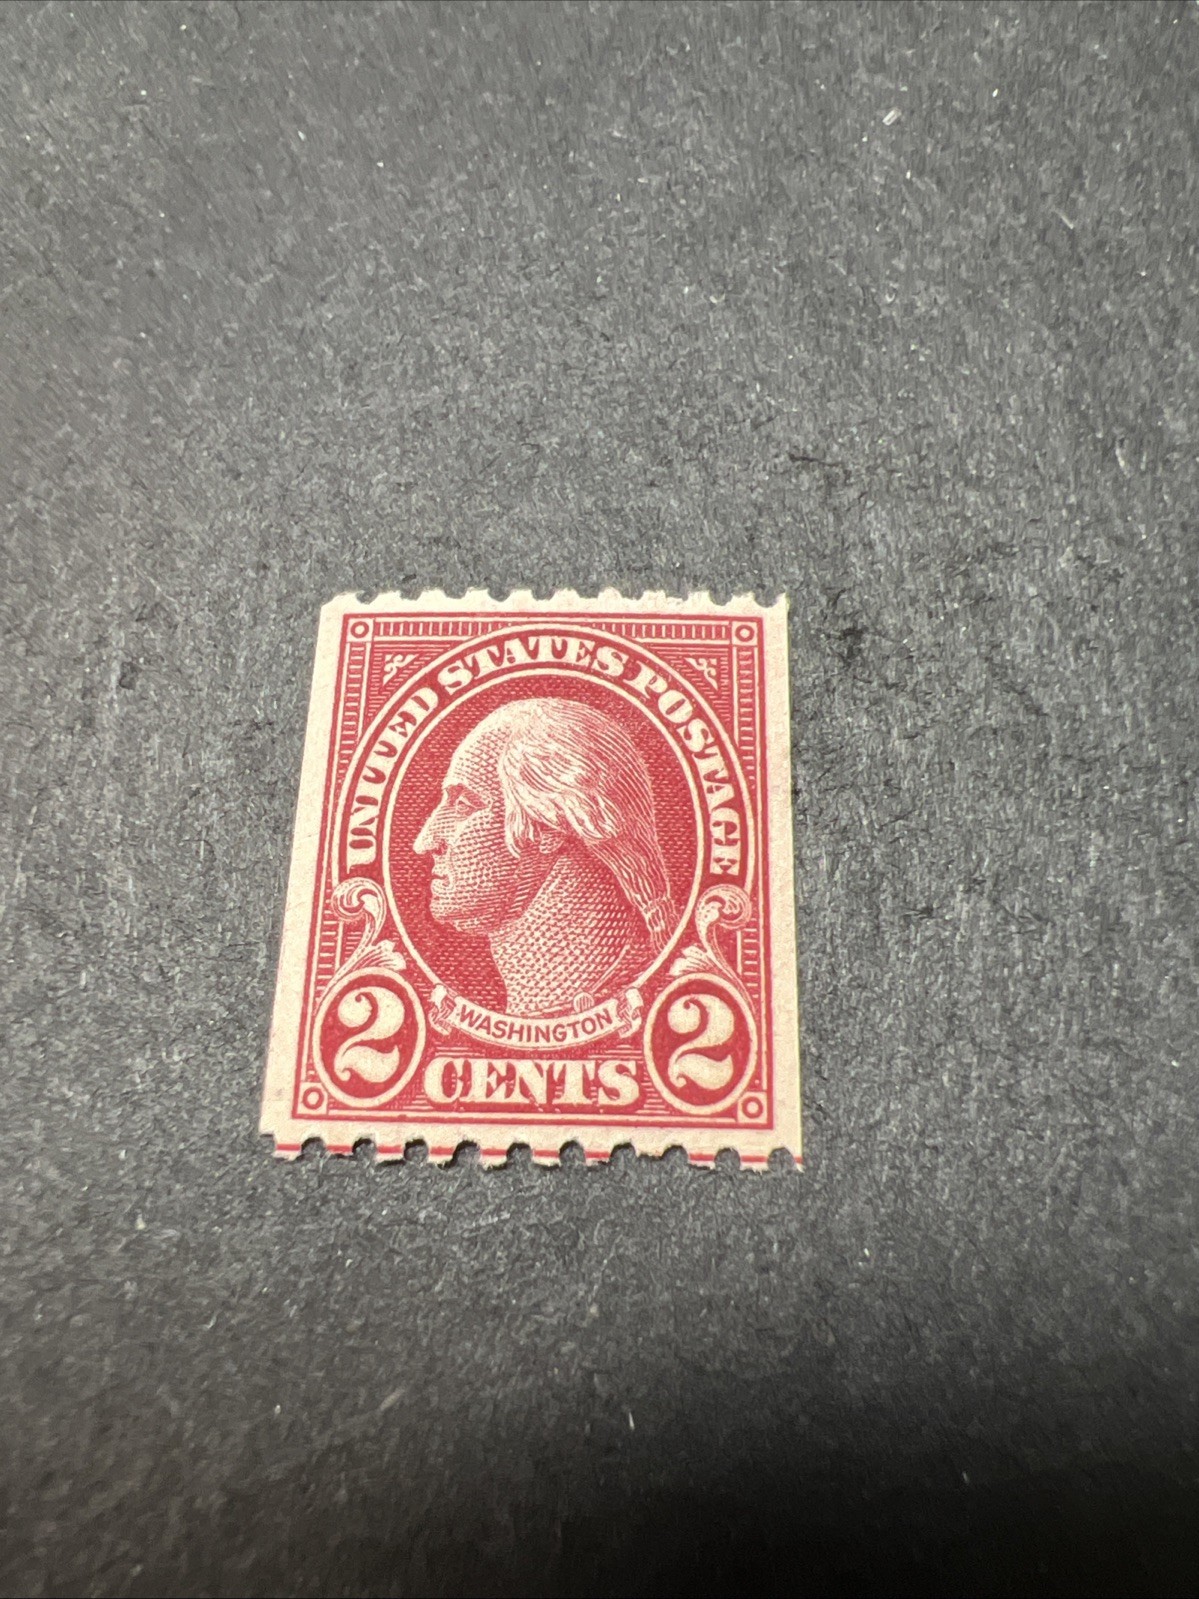 UNITED STATES POSTAGE
WASHINGTON
2 CENTS 2